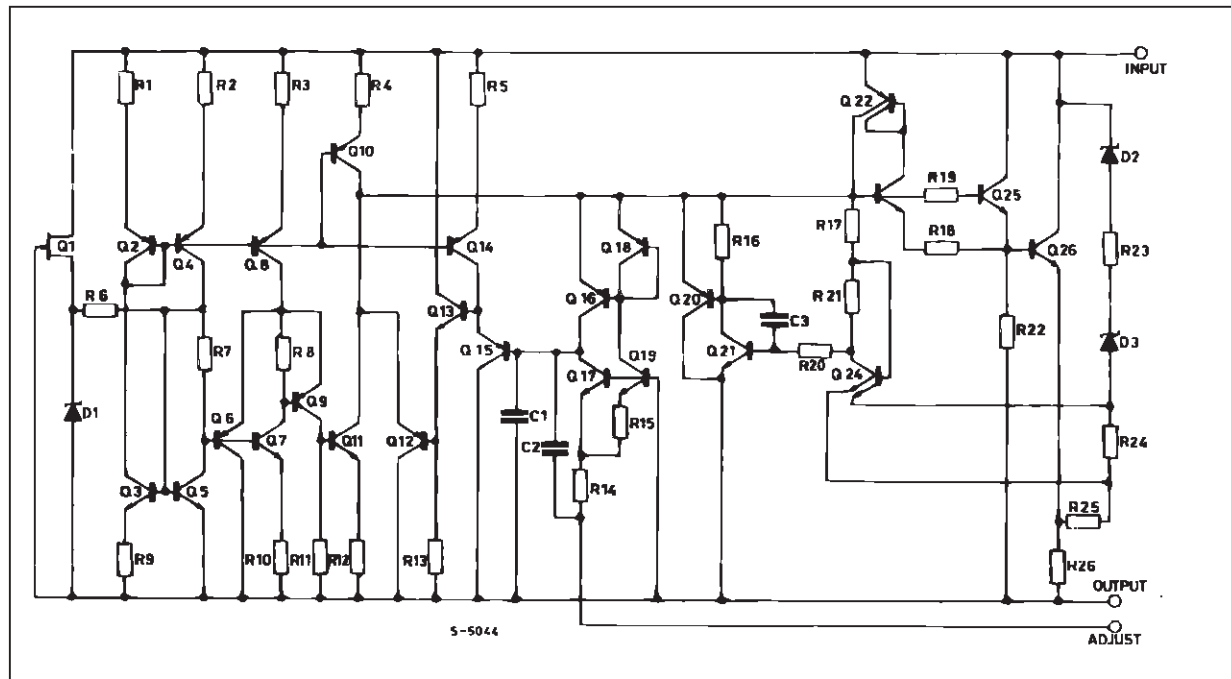 INPUT
R1
R2
R3
R4
R5
Q22
Q10
D2
R19
Q25
R17
R18
Q1
Q2
Q4
Q8
Q14
Q18
R16
Q26
R23
R6
Q13
Q16
Q20
C3
R21
R22
R7
R8
Q15
Q19
Q21
R20
D3
Q17
Q24
D1
Q6
Q9
C1
R15
Q7
Q11
Q12
C2
R24
Q3
Q5
R14
R25
R9
R10
R11
R12
R13
R26
OUTPUT
S-5044
ADJUST